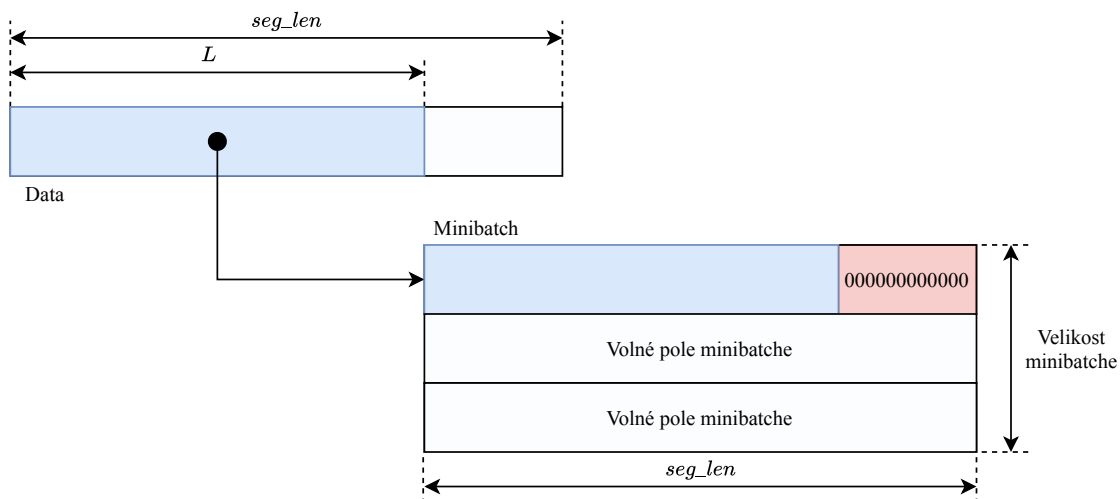 seg_len
L
Data
Minibatch
000000000000
Volné pole minibatche
Velikost
minibatche
Volné pole minibatche
seg_len